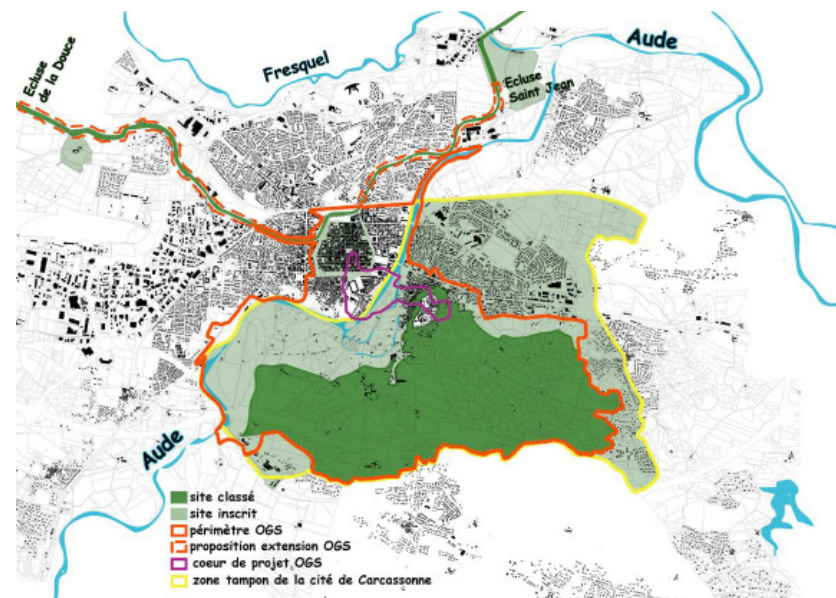 Fresquel
Aude
Ecluse
de la Douce
Ecluse
Saint Jean
Aude
site classé
site inscrit
périmètre OGS
proposition extension OGS
coeur de projet OGS
zone tampon de la cité de Carcassonne